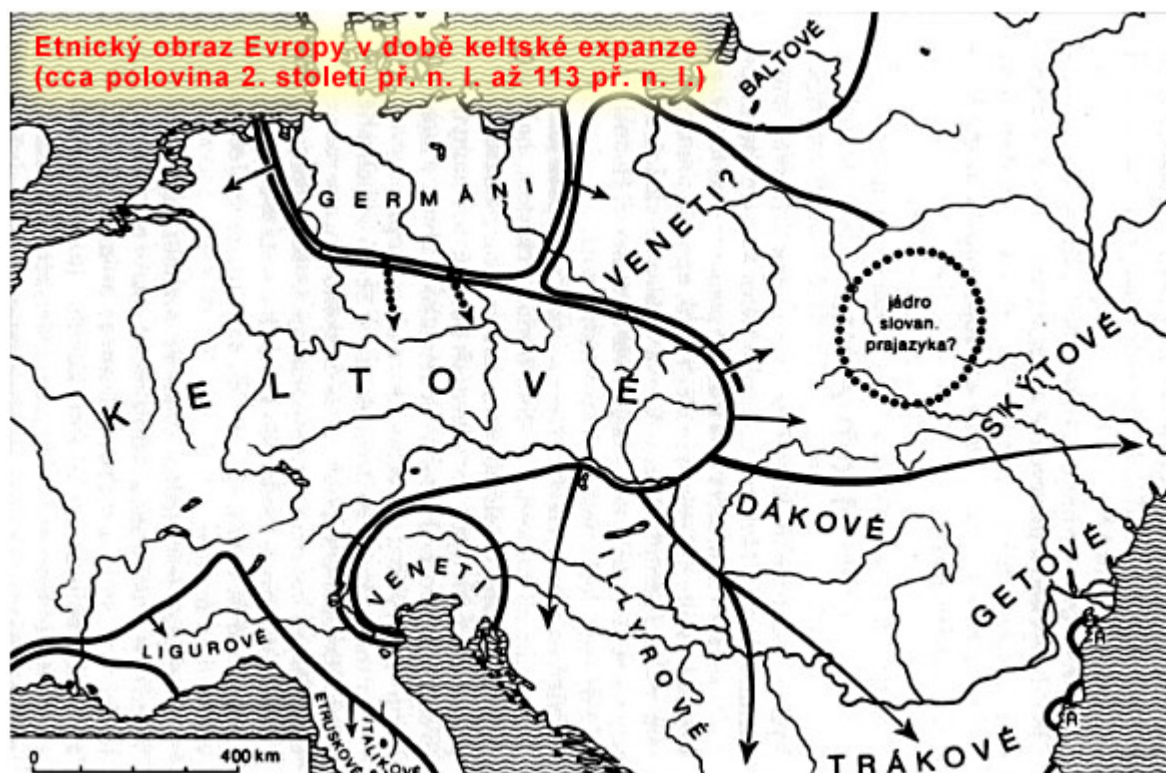 Etnický obraz Evropy v době keltské expanze
(cca polovina 2. století př. n. l. až 113 př. n. l.)
BALTOVÉ
GERMÁNI
VENETI?
jádro
slovan.
prajazyka?
KELTOVÉ
SKÝTOVÉ
DÁKOVÉ
GETOVÉ
VENETI
ILLYROVÉ
LIGUROVÉ
ETRUSKOVÉ
ITALIKOVÉ
TRÁKOVÉ
Ř
Ř
0 400 km